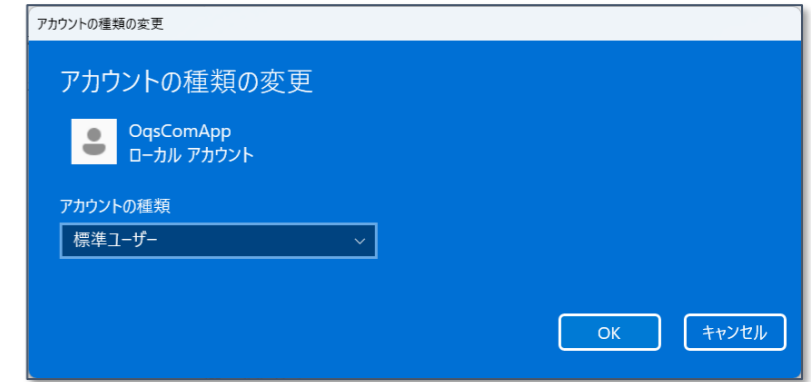 アカウントの種類の変更
アカウントの種類の変更
OqsComApp
ローカル アカウント
アカウントの種類
標準ユーザー
OK
キャンセル